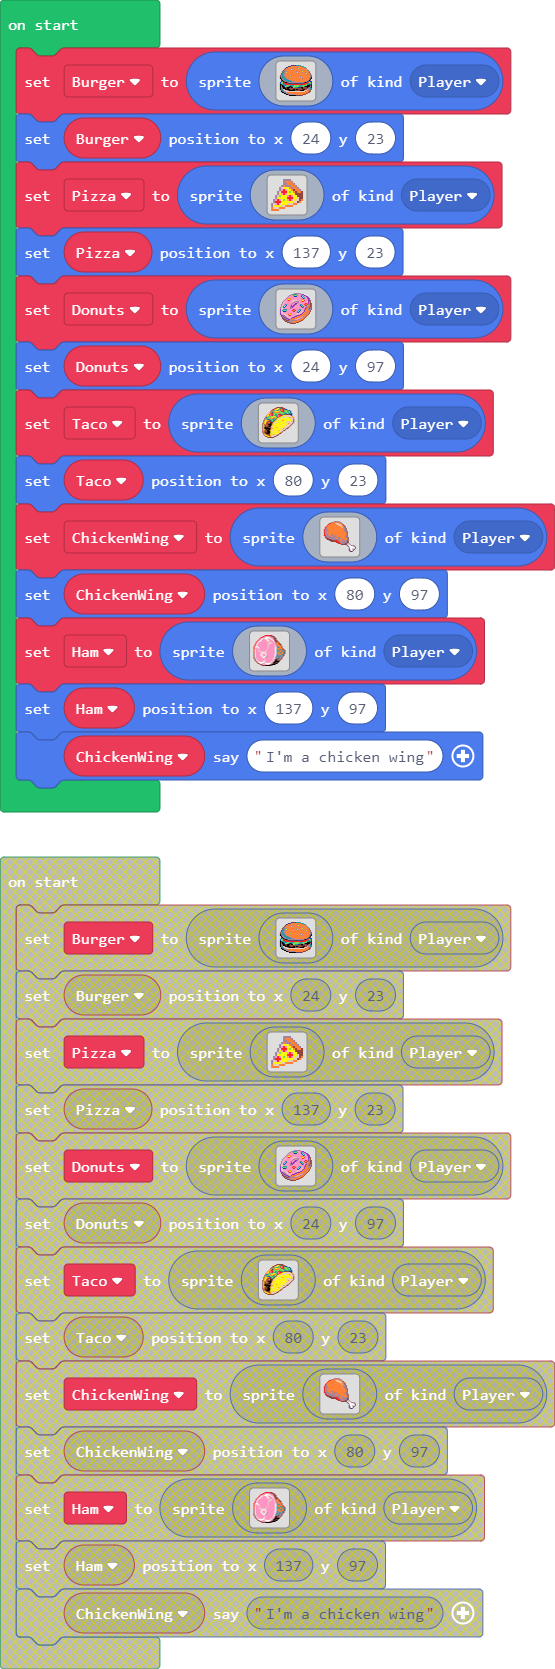 on start
set Burger to sprite of kind Player
set Burger position to x 24 y 23
set Pizza to sprite of kind Player
set Pizza position to x 137 y 23
set Donuts to sprite of kind Player
set Donuts position to x 24 y 97
set Taco to sprite of kind Player
set Taco position to x 80 y 23
set ChickenWing to sprite of kind Player
set ChickenWing position to x 80 y 97
set Ham to sprite of kind Player
set Ham position to x 137 y 97
ChickenWing say "I'm a chicken wing"
on start
set Burger to sprite of kind Player
set Burger position to x 24 y 23
set Pizza to sprite of kind Player
set Pizza position to x 137 y 23
set Donuts to sprite of kind Player
set Donuts position to x 24 y 97
set Taco to sprite of kind Player
set Taco position to x 80 y 23
set ChickenWing to sprite of kind Player
set ChickenWing position to x 80 y 97
set Ham to sprite of kind Player
set Ham position to x 137 y 97
ChickenWing say "I'm a chicken wing"